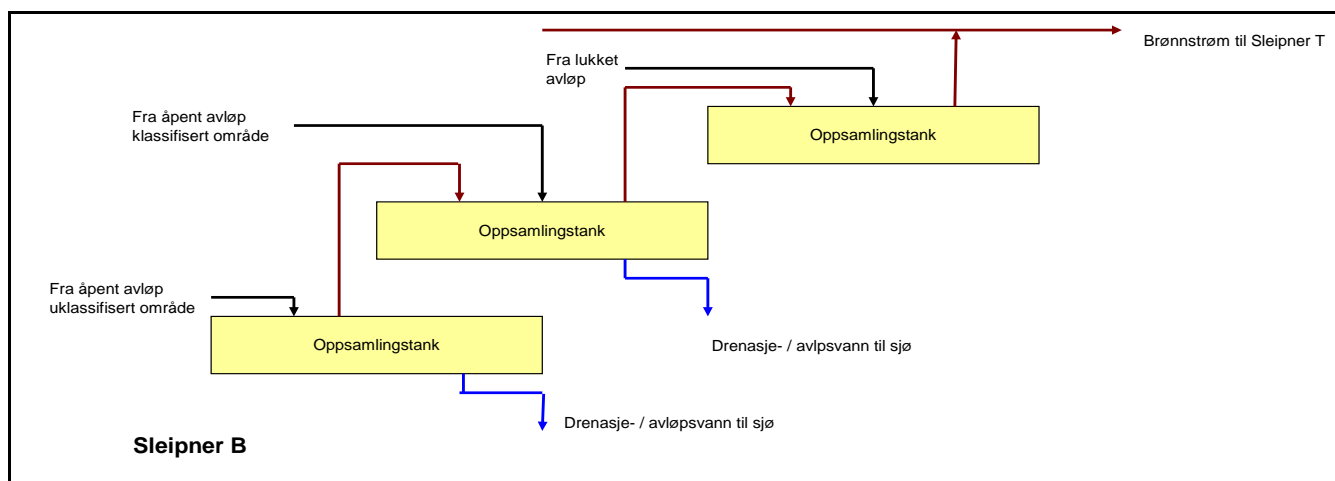 Brønnstrøm til Sleipner T
Fra lukket
avløp
Fra åpent avløp
klassifisert område
Oppsamlingstank
Oppsamlingstank
Fra åpent avløp
uklassifisert område
Oppsamlingstank
Drenasje- / avlpsvann til sjø
Drenasje- / avløpsvann til sjø
Sleipner B